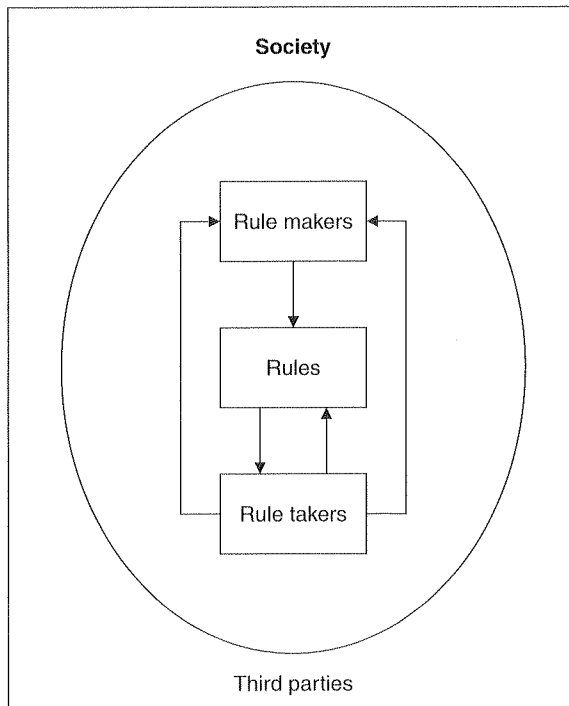 Society
Rule makers
Rules
Rule takers
Third parties